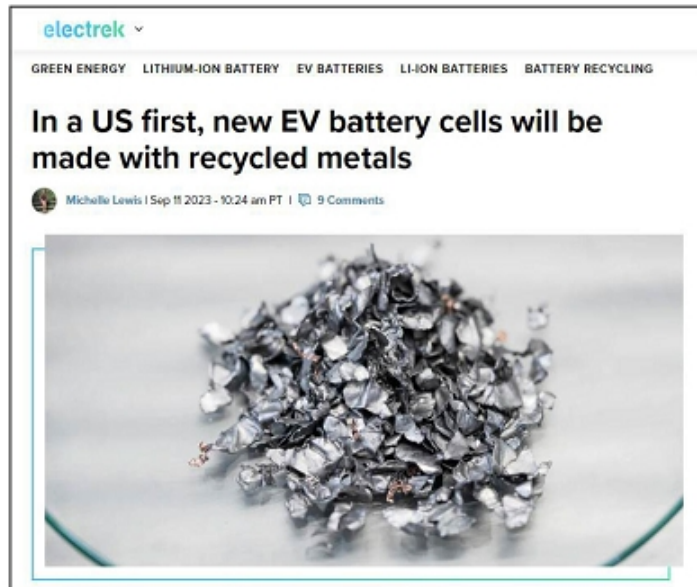 electrek
GREEN ENERGY LITHIUM-ION BATTERY EV BATTERIES LI-ION BATTERIES BATTERY RECYCLING
In a US first, new EV battery cells will be
made with recycled metals
Michelle Lewis | Sep 11 2023 - 10:24 am PT | 9 Comments